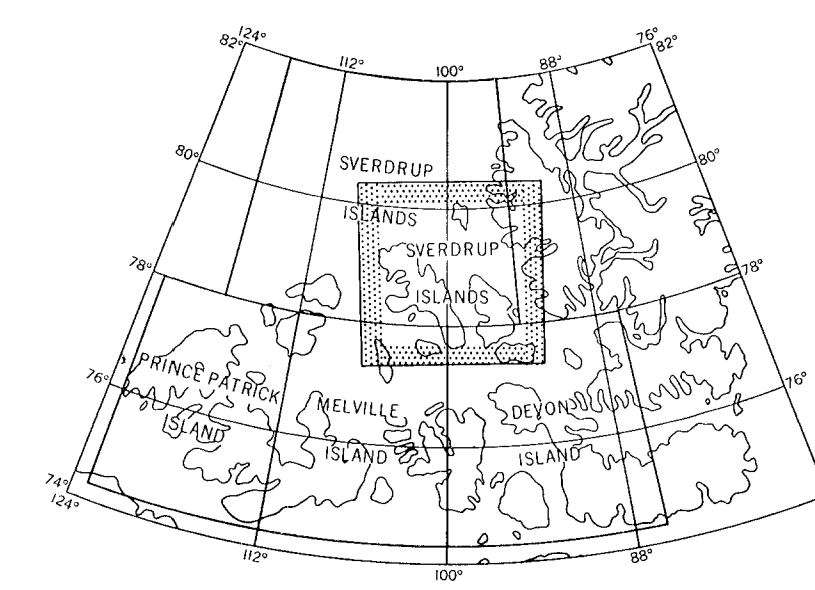 124° 76°
82° 112° 100° 88° 82°
80° SVERDRUP 80°
ISLANDS
SVERDRUP
78° ISLANDS 78°
PRINCE PATRICK
ISLAND
76° MELVILLE DEVON 76°
ISLAND ISLAND
74°
124°
112° 100° 88°